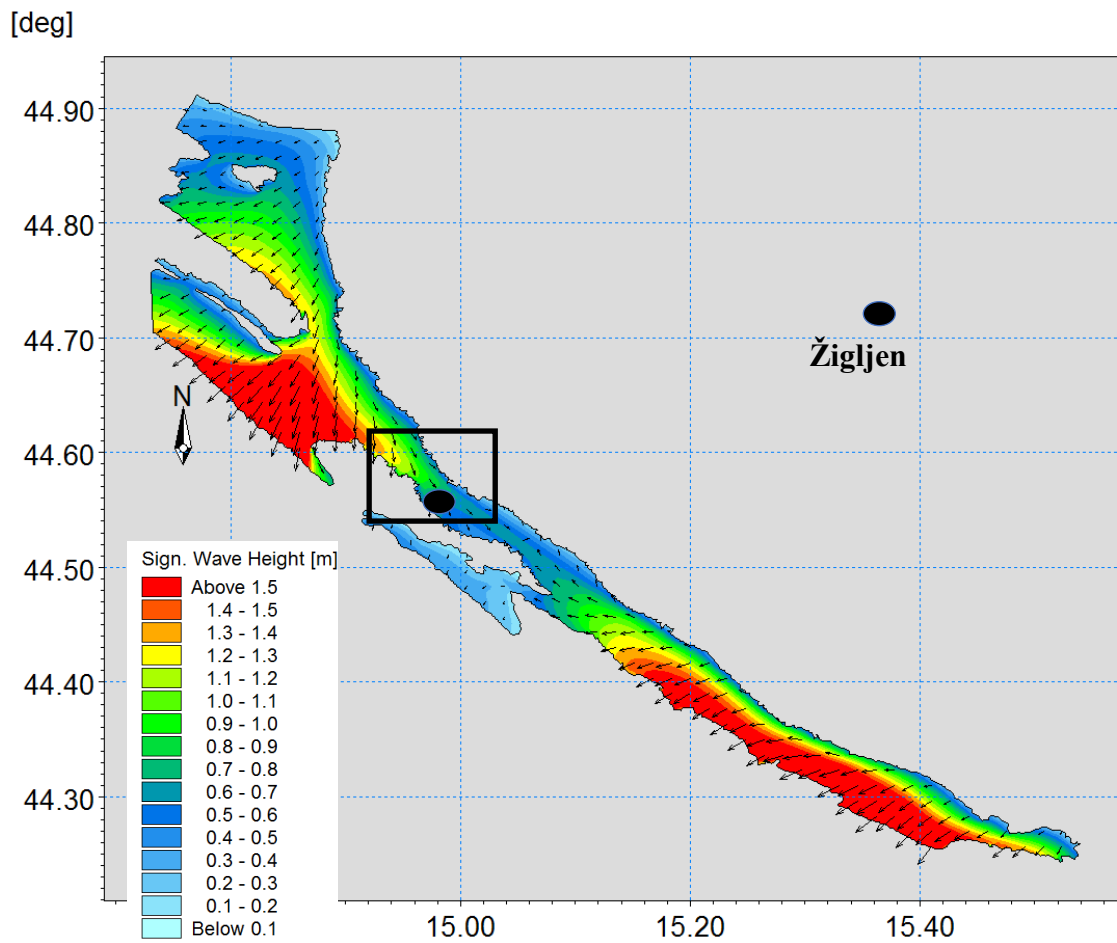 [deg]
44.90
44.80
44.70
Žigljen
N
44.60
44.50
Sign. Wave Height [m]
Above 1.5
1.4 - 1.5
1.3 - 1.4
1.2 - 1.3
1.1 - 1.2
1.0 - 1.1
0.9 - 1.0
0.8 - 0.9
0.7 - 0.8
0.6 - 0.7
0.5 - 0.6
0.4 - 0.5
0.3 - 0.4
0.2 - 0.3
0.1 - 0.2
Below 0.1
44.40
44.30
15.00
15.20
15.40